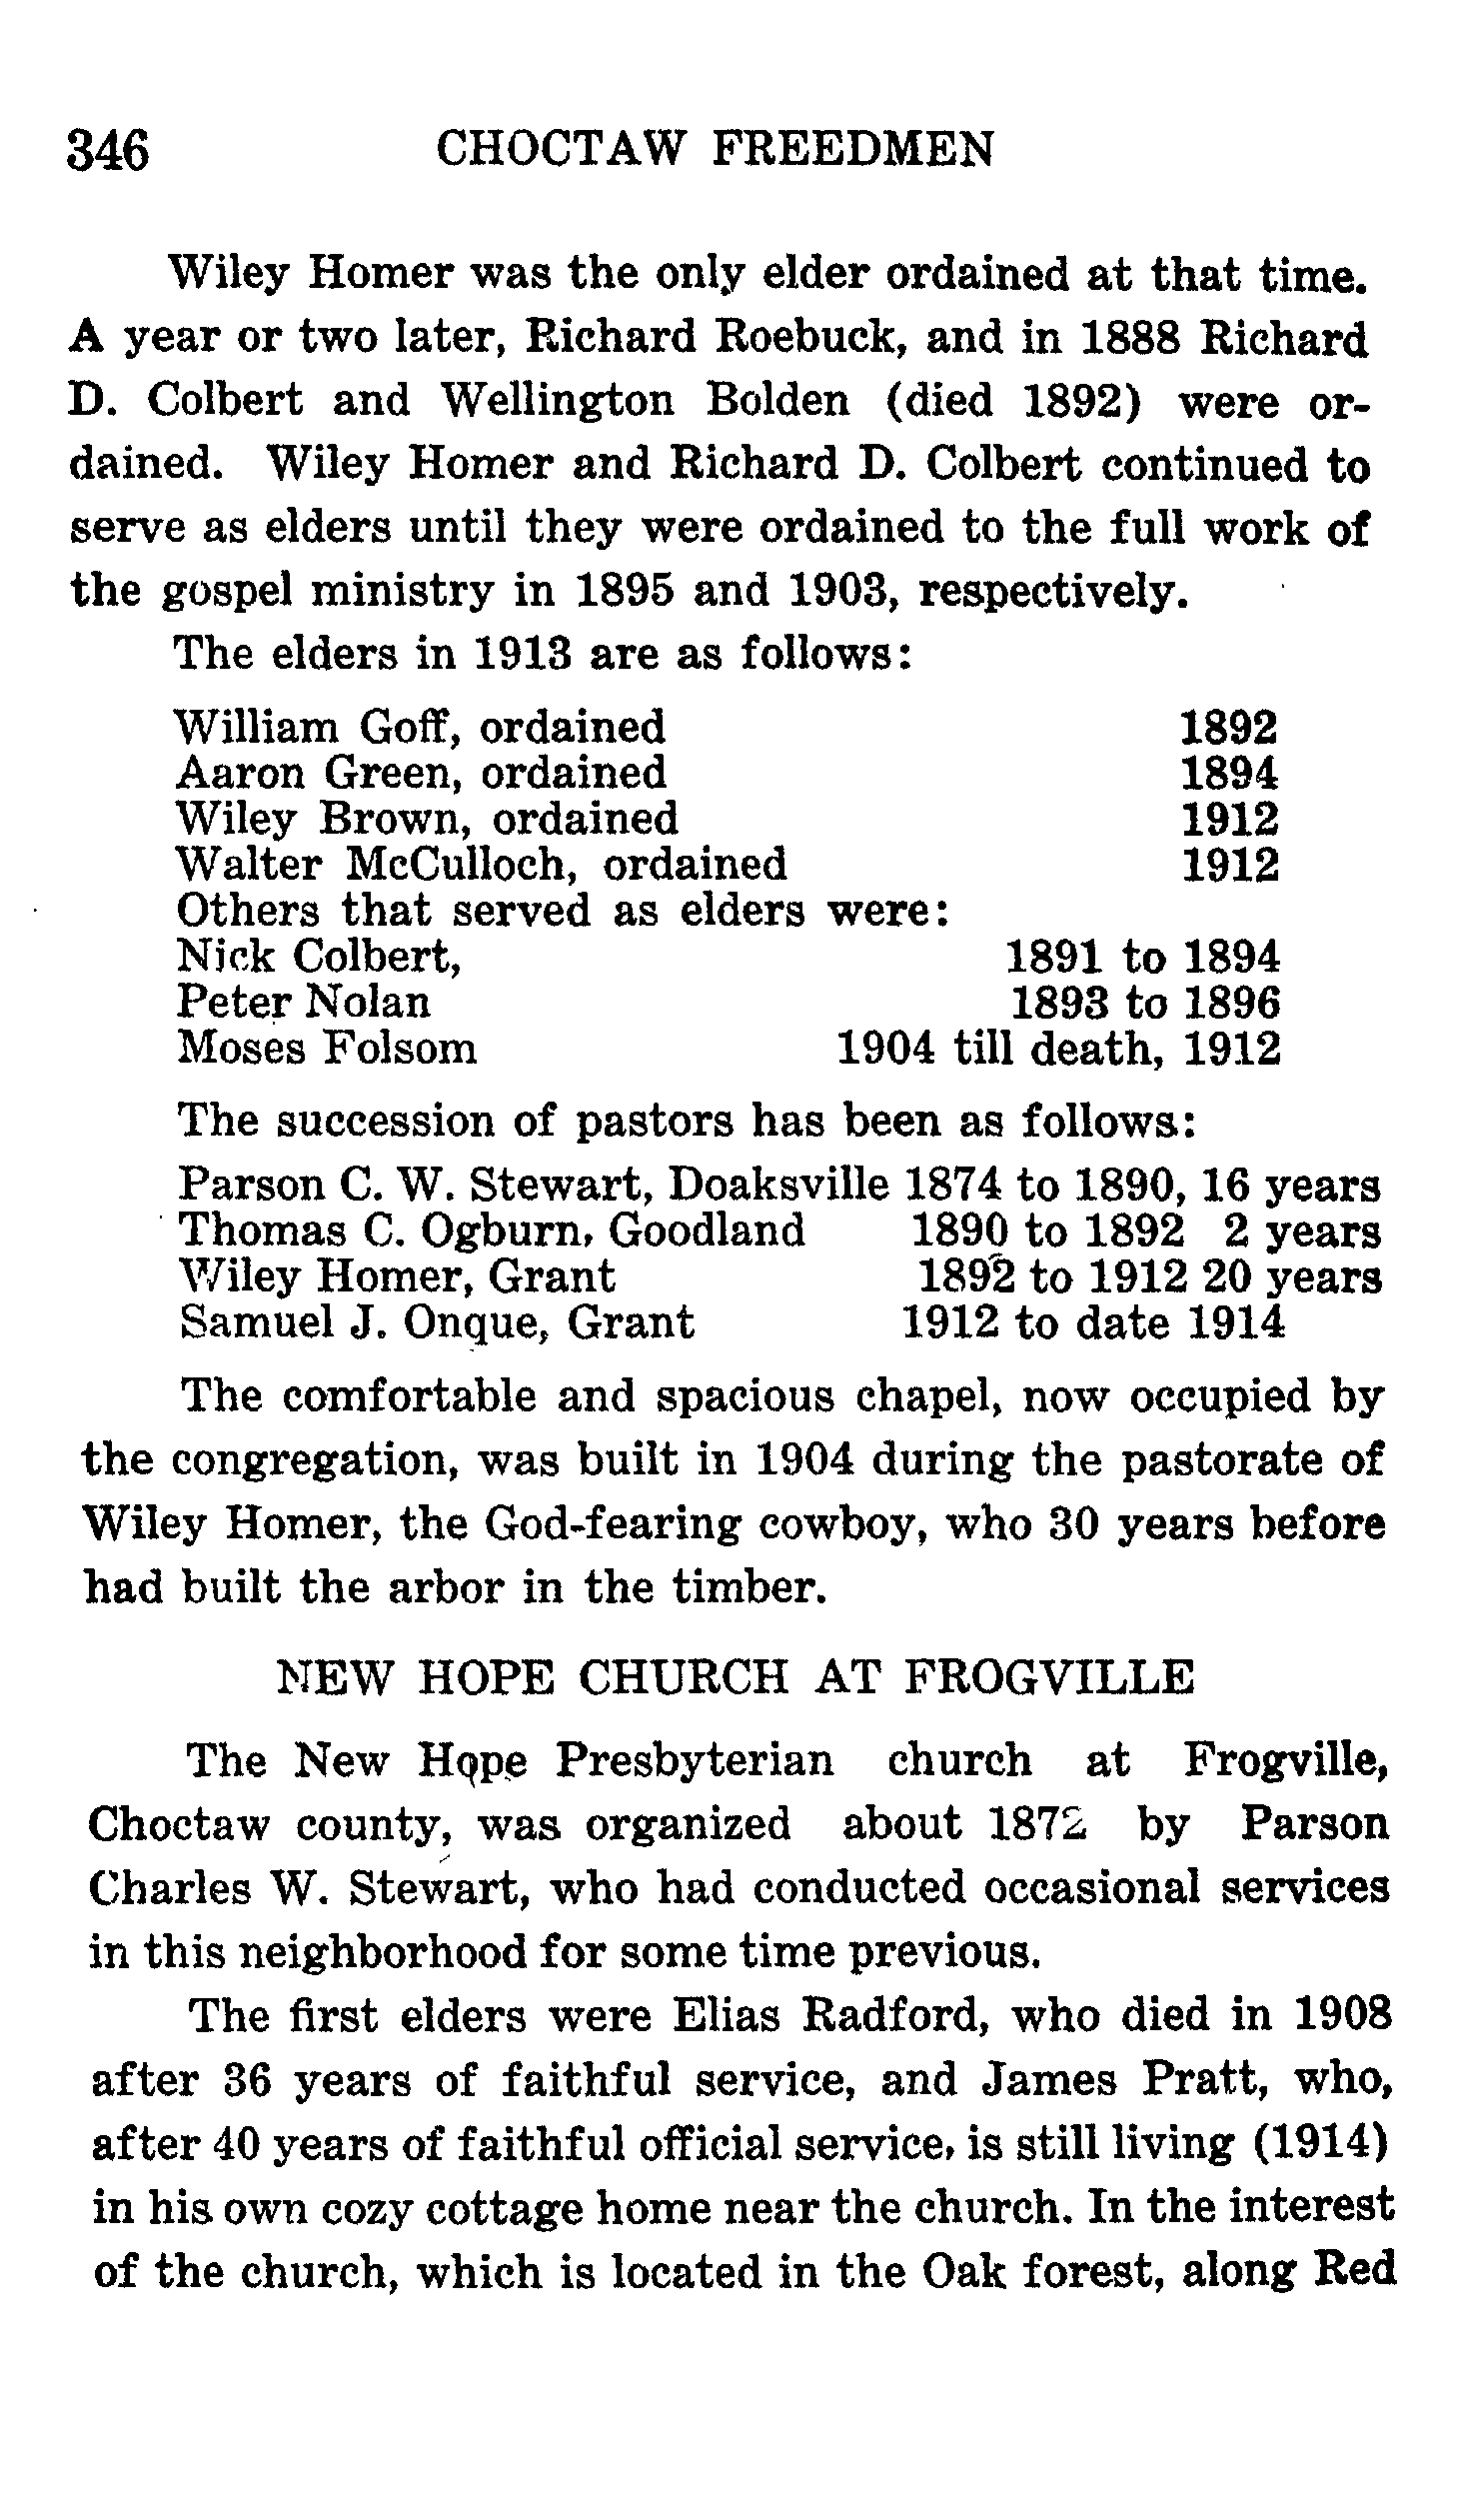 346 CHOCTAW FREEDMEN
Wiley Homer was the only elder ordained at that time.
A year or two later, Richard Roebuck, and in 1888 Richard
D. Colbert and Wellington Bolden (died 1892) were or-
dained. Wiley Homer and Richard D. Colbert continued to
serve as elders until they were ordained to the full work of
the gospel ministry in 1895 and 1903, respectively.
The elders in 1913 are as follows:
William Goff, ordained 1892
Aaron Green, ordained 1894
Wiley Brown, ordained 1912
Walter McCulloch, ordained 1912
Others that served as elders were:
Nick Colbert, 1891 to 1894
Peter Nolan 1893 to 1896
Moses Folsom 1904 till death, 1912
The succession of pastors has been as follows:
Parson C. W. Stewart, Doaksville 1874 to 1890, 16 years
Thomas C. Ogburn, Goodland 1890 to 1892 2 years
Wiley Homer, Grant 1892 to 1912 20 years
Samuel J. Onque, Grant 1912 to date 1914
The comfortable and spacious chapel, now occupied by
the congregation, was built in 1904 during the pastorate of
Wiley Homer, the God-fearing cowboy, who 30 years before
had built the arbor in the timber.
NEW HOPE CHURCH AT FROGVILLE
The New Hope Presbyterian church at Frogville,
Choctaw county, was organized about 1872 by Parson
Charles W. Stewart, who had conducted occasional services
in this neighborhood for some time previous.
The first elders were Elias Radford, who died in 1908
after 36 years of faithful service, and James Pratt, who,
after 40 years of faithful official service, is still living (1914)
in his own cozy cottage home near the church. In the interest
of the church, which is located in the Oak forest, along Red